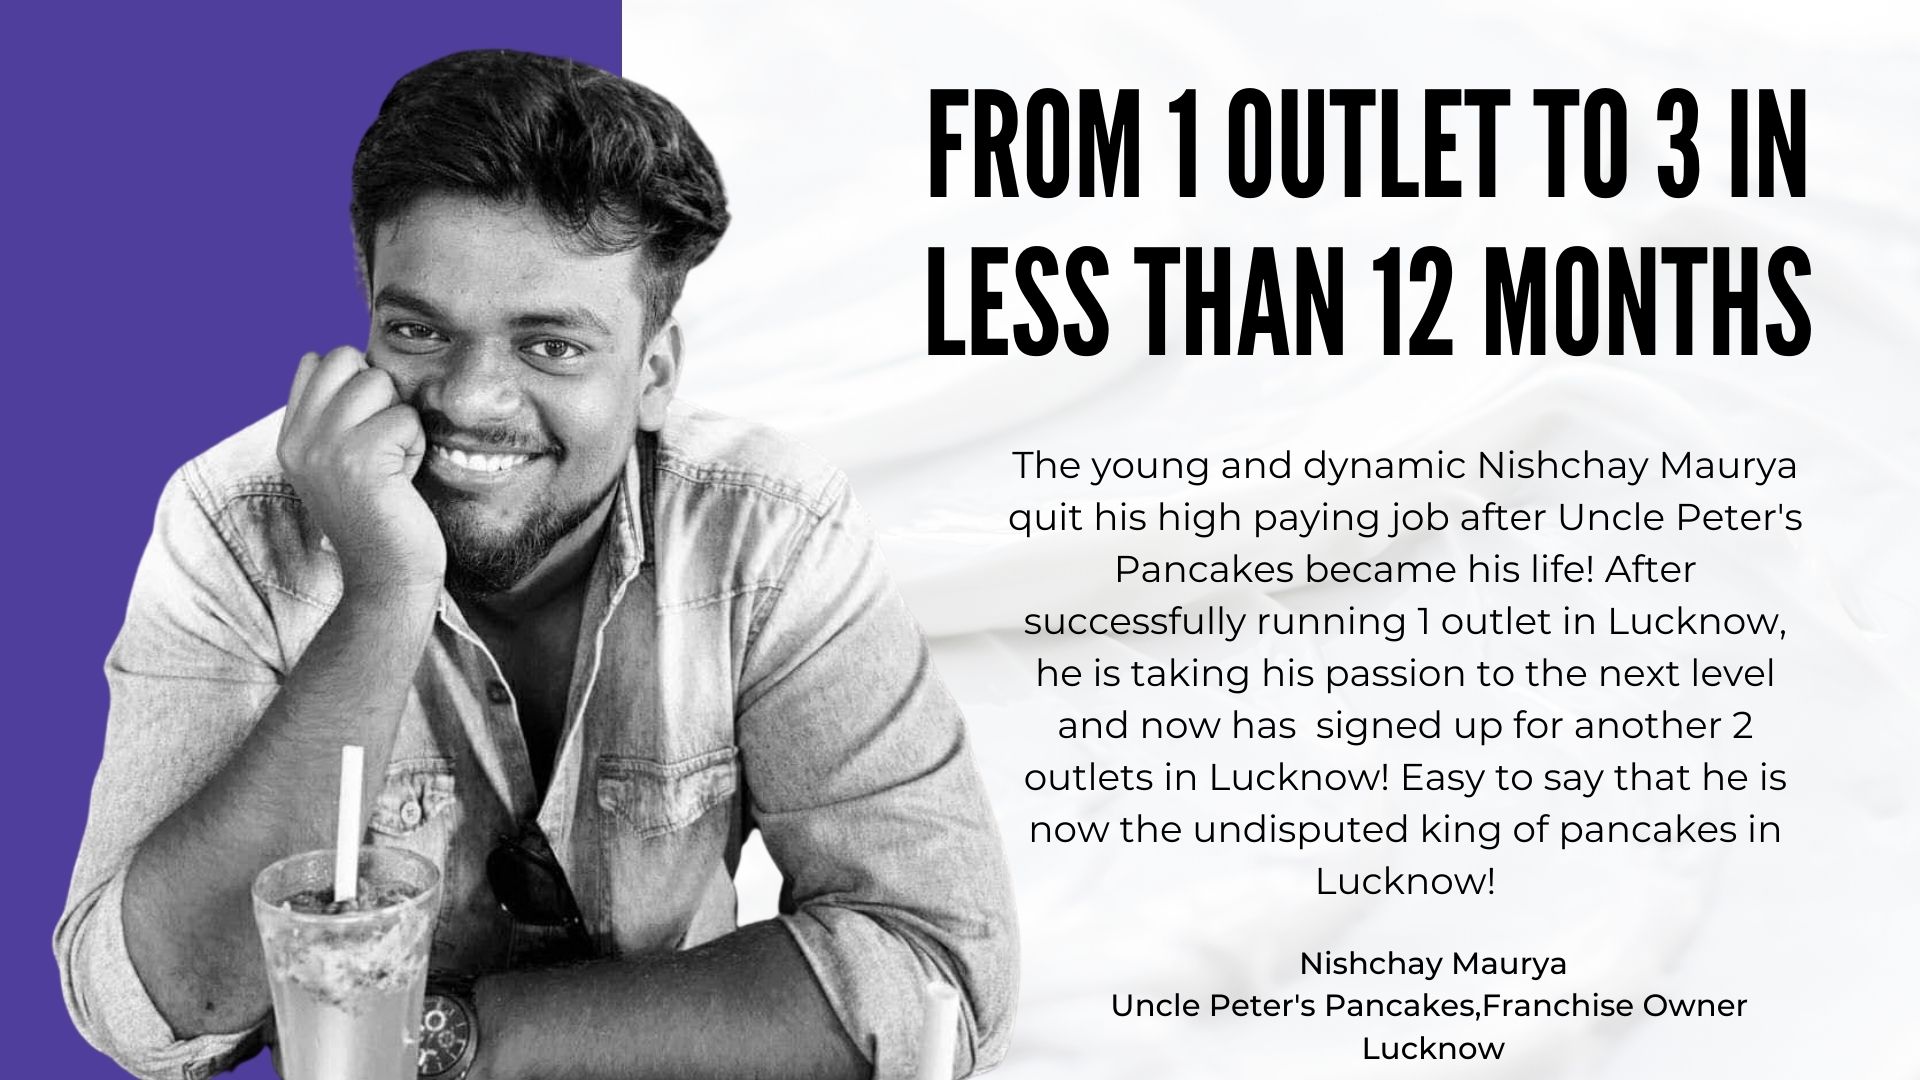 FROM 1 OUTLET TO 3 IN
LESS THAN 12 MONTHS
The young and dynamic Nishchay Maurya
quit his high paying job after Uncle Peter's
Pancakes became his life! After
successfully running 1 outlet in Lucknow,
he is taking his passion to the next level
and now has  signed up for another 2
outlets in Lucknow! Easy to say that he is
now the undisputed king of pancakes in
Lucknow!
Nishchay Maurya
Uncle Peter's Pancakes,Franchise Owner
Lucknow